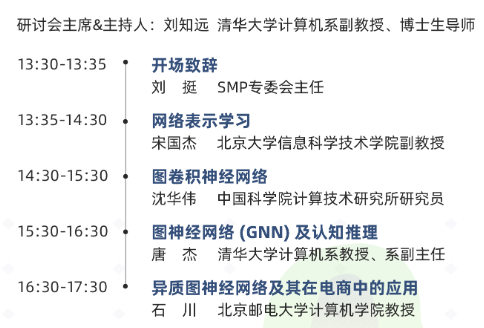 研讨会主席&主持人：刘知远 清华大学计算机系副教授、博士生导师
13:30-13:35 开场致辞
刘 挺 SMP专委会主任
13:35-14:30 网络表示学习
宋国杰 北京大学信息科学技术学院副教授
14:30-15:30 图卷积神经网络
沈华伟 中国科学院计算技术研究所研究员
15:30-16:30 图神经网络 (GNN) 及认知推理
唐 杰 清华大学计算机系教授、系副主任
16:30-17:30 异质图神经网络及其在电商中的应用
石 川 北京邮电大学计算机学院教授